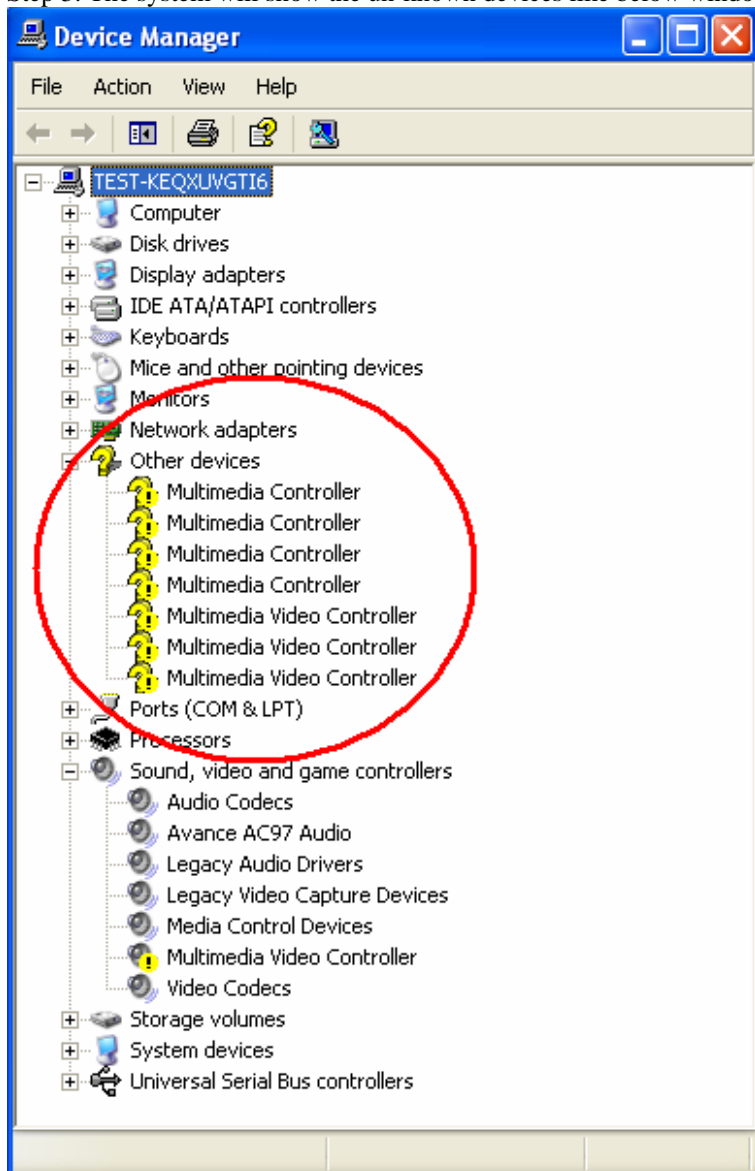 Step 3: The system will show the un-known devices like below windo
Device Manager
File Action View Help
TEST-KEQXUVGTI6
Computer
Disk drives
Display adapters
IDE ATA/ATAPI controllers
Keyboards
Mice and other pointing devices
Monitors
Network adapters
Other devices
Multimedia Controller
Multimedia Controller
Multimedia Controller
Multimedia Controller
Multimedia Video Controller
Multimedia Video Controller
Multimedia Video Controller
Ports (COM & LPT)
Processors
Sound, video and game controllers
Audio Codecs
Avance AC97 Audio
Legacy Audio Drivers
Legacy Video Capture Devices
Media Control Devices
Multimedia Video Controller
Video Codecs
Storage volumes
System devices
Universal Serial Bus controllers